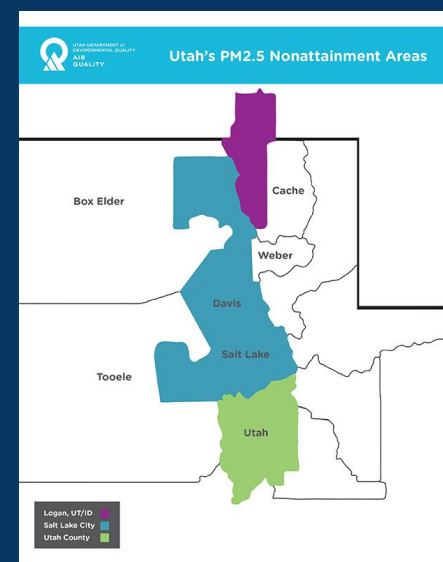 UTAH DEPARTMENT of
ENVIRONMENTAL QUALITY
AIR
QUALITY
Utah's PM2.5 Nonattainment Areas
Box Elder
Cache
Weber
Davis
Salt Lake
Tooele
Utah
Logan, UT/ID
Salt Lake City
Utah County